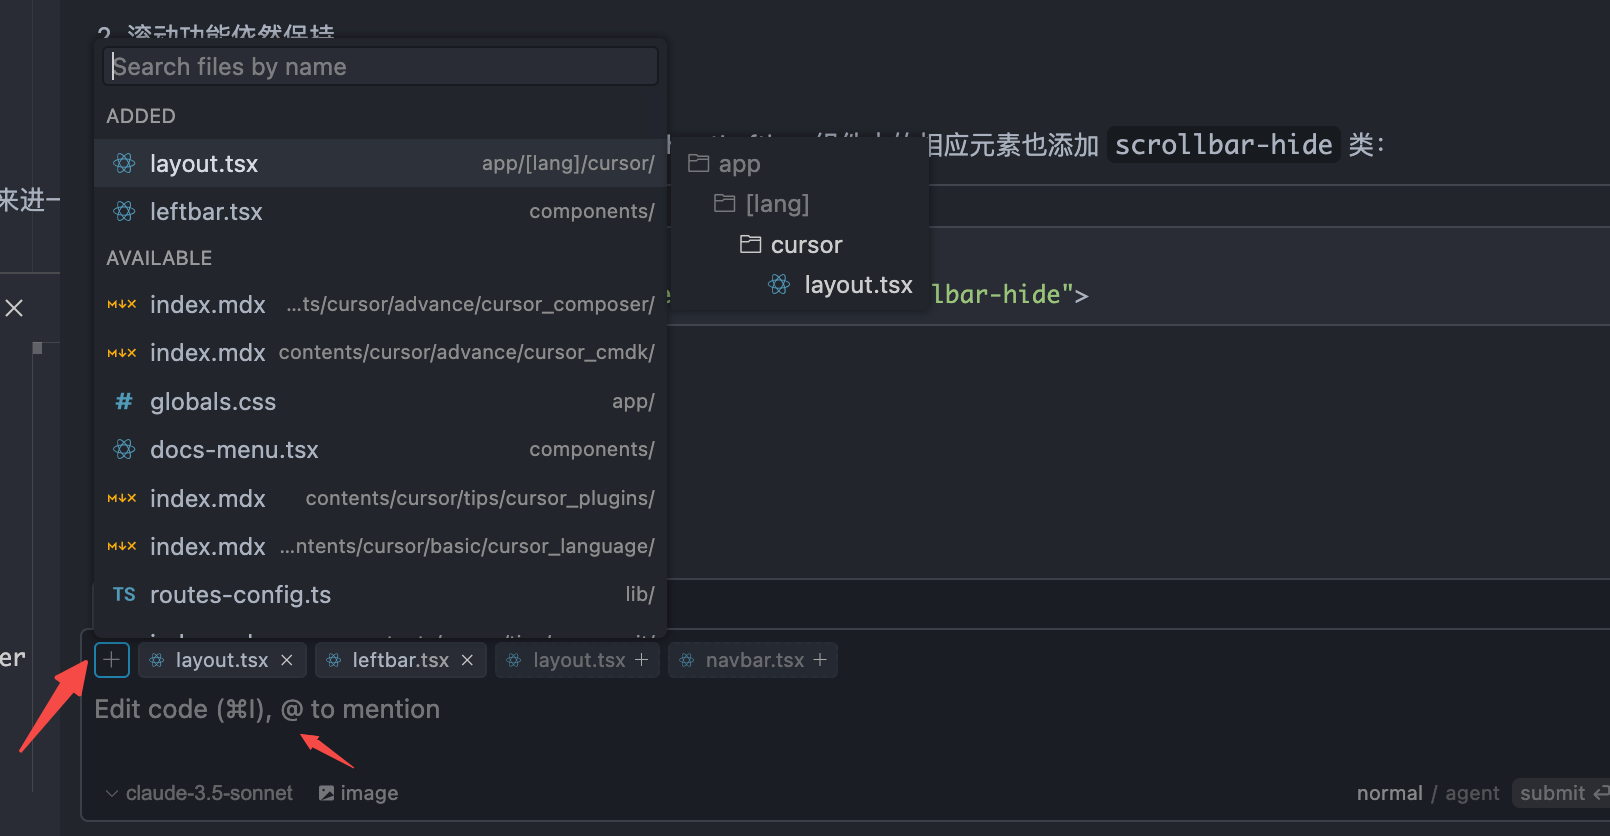 2. 滚动功能依然保持
Search files by name
ADDED
相应元素也添加 scrollbar-hide 类：
layout.tsx app/[lang]/cursor/
app
来进一
leftbar.tsx components/
[lang]
AVAILABLE
cursor
index.mdx ...ts/cursor/advance/cursor_composer/
layout.tsx
lbar-hide">
index.mdx contents/cursor/advance/cursor_cmdk/
# globals.css app/
docs-menu.tsx components/
index.mdx contents/cursor/tips/cursor_plugins/
index.mdx ...ntents/cursor/basic/cursor_language/
TS routes-config.ts lib/
er
+ layout.tsx × leftbar.tsx × layout.tsx + navbar.tsx +
Edit code (⌘I), @ to mention
claude-3.5-sonnet image normal / agent submit